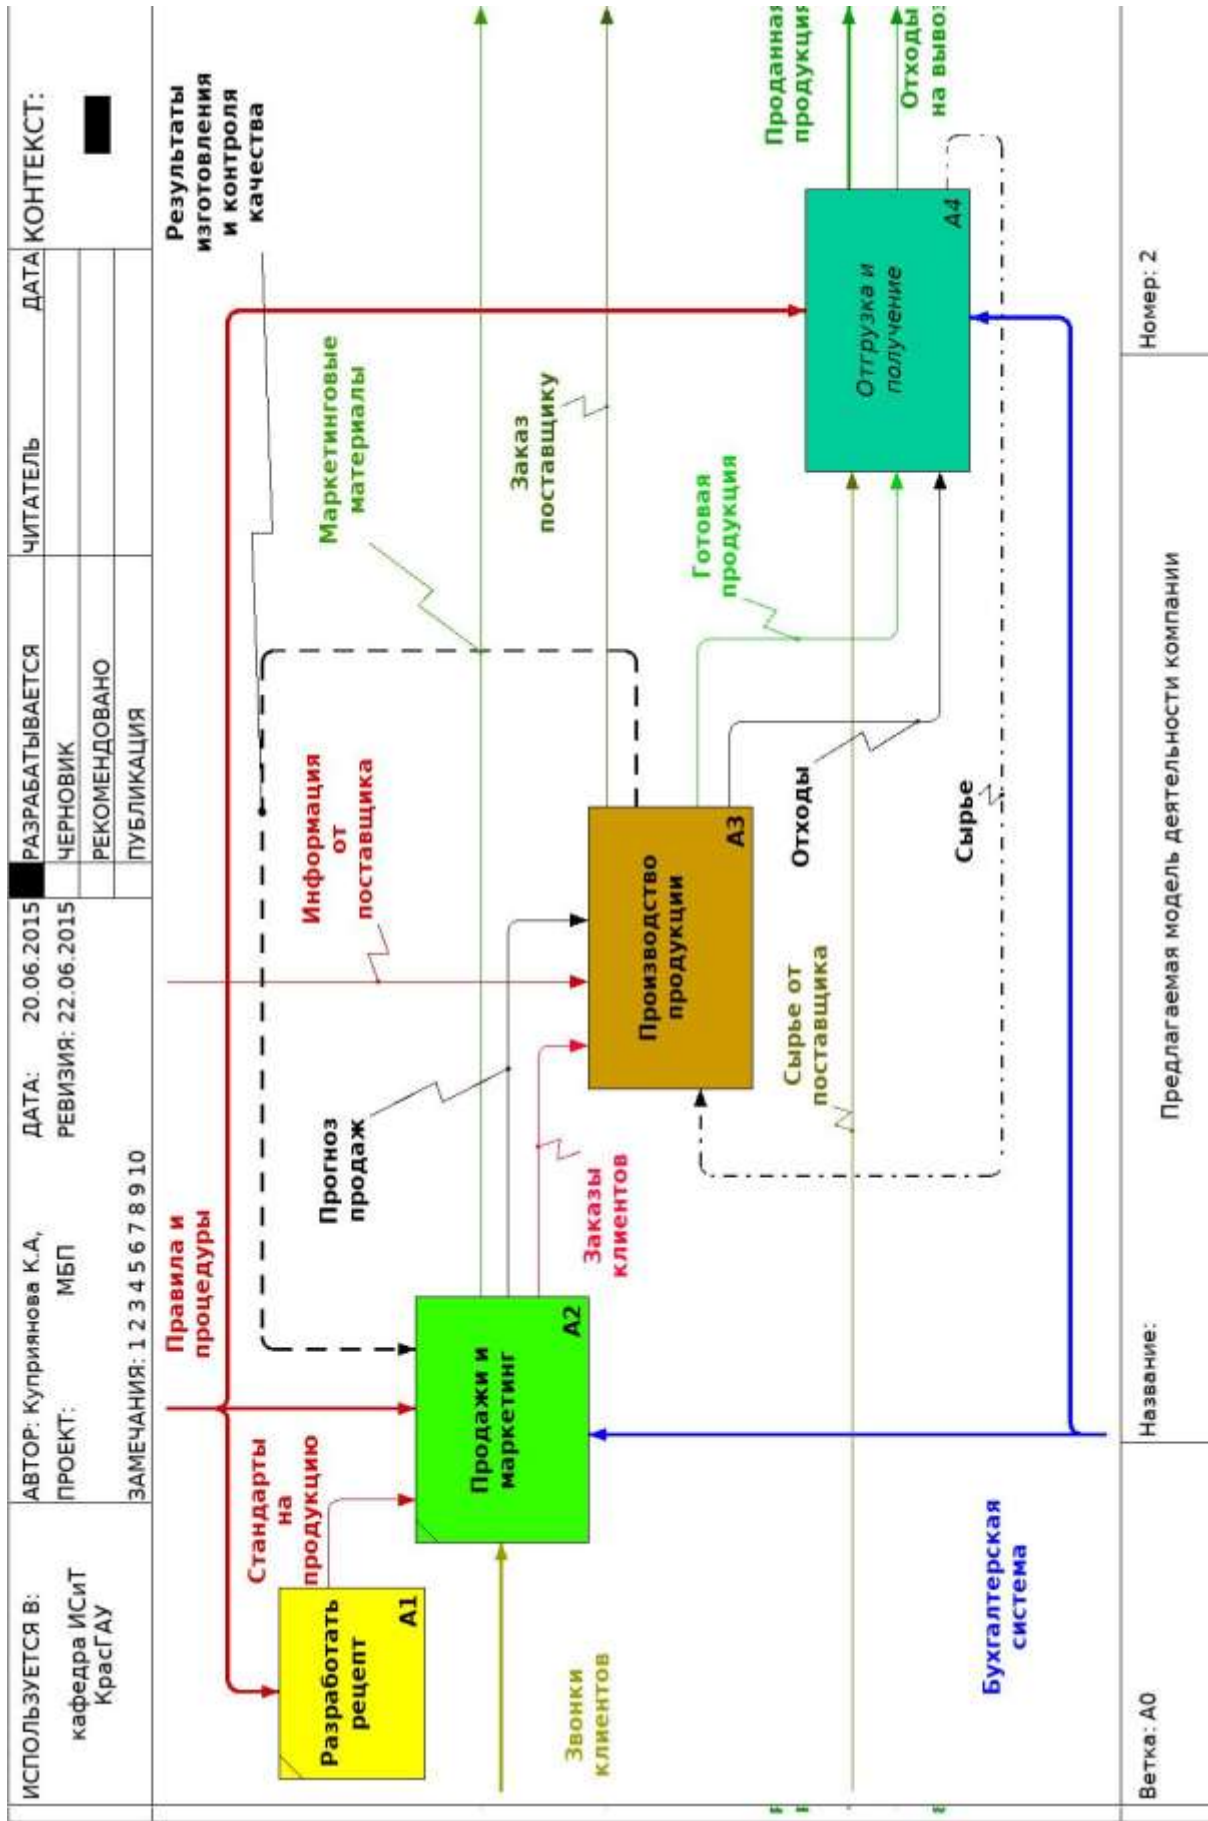 ИСПОЛЬЗУЕТСЯ В:
кафедра ИСиТ
КрасГАУ
АВТОР: Куприянова К.А,
ПРОЕКТ: МБП
ЗАМЕЧАНИЯ: 1 2 3 4 5 6 7 8 9 10
ДАТА: 20.06.2015
РЕВИЗИЯ: 22.06.2015
РАЗРАБАТЫВАЕТСЯ
ЧЕРНОВИК
РЕКОМЕНДОВАНО
ПУБЛИКАЦИЯ
ЧИТАТЕЛЬ
ДАТА
КОНТЕКСТ:
Правила и
процедуры
Результаты
изготовления
и контроля
качества
Стандарты
на
продукцию
Разработать
рецепт
A1
Прогноз
продаж
Информация
от
поставщика
Маркетинговые
материалы
Продажи и
маркетинг
A2
Заказ
поставщику
Звонки
клиентов
Заказы
клиентов
Производство
продукции
A3
Готовая
продукция
Проданная
продукция
Сырье от
поставщика
Отходы
Отгрузка и
получение
A4
Отходы
на вывоз
Сырье
Бухгалтерская
система
Ветка: A0
Название:
Предлагаемая модель деятельности компании
Номер: 2